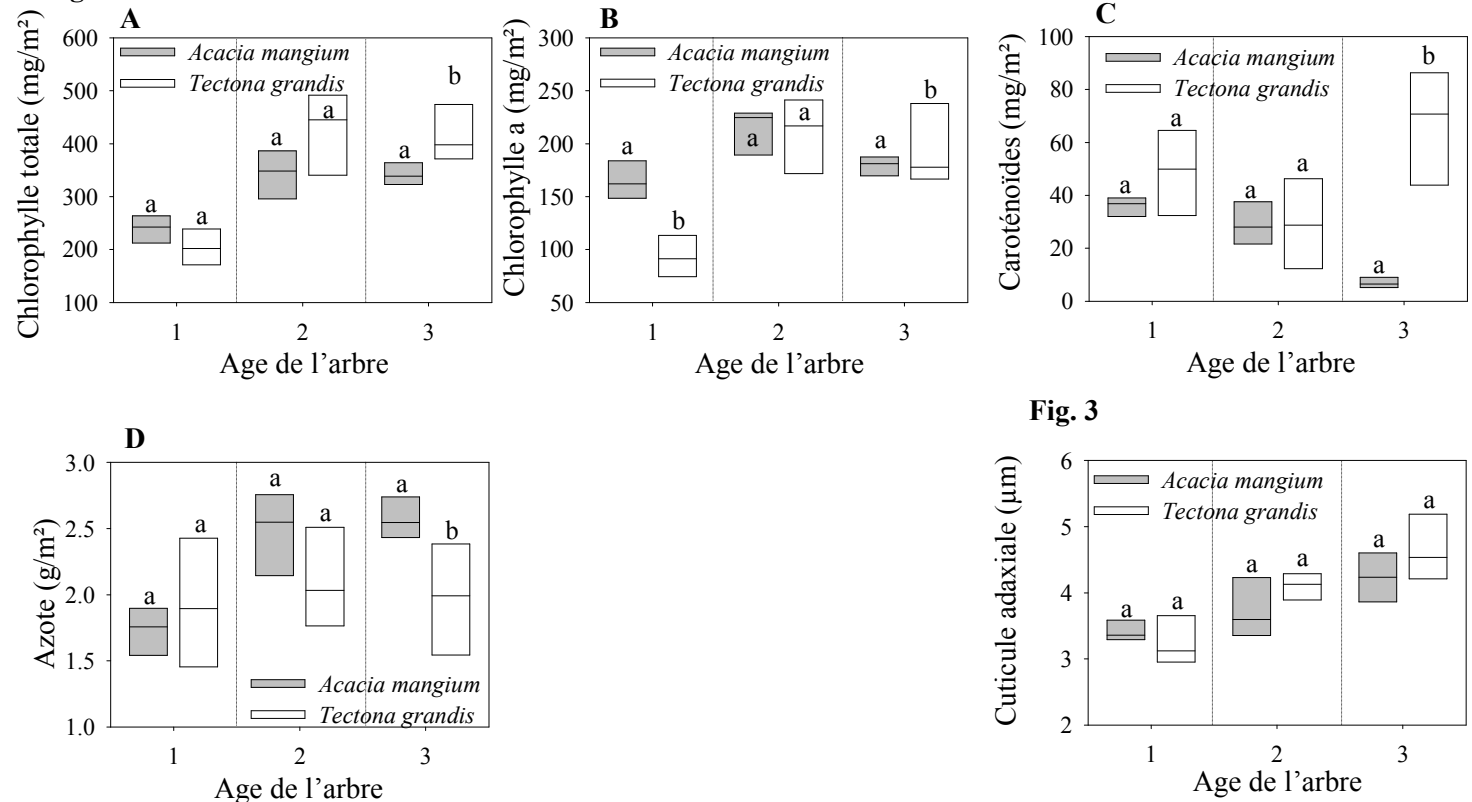 A
Chlorophylle totale (mg/m²)
600
500
400
300
200
100
Acacia mangium
Tectona grandis
a
a
a
a
a
b
1
2
3
Age de l’arbre
B
Chlorophylle a (mg/m²)
300
250
200
150
100
50
Acacia mangium
Tectona grandis
a
b
a
a
a
b
1
2
3
Age de l’arbre
C
Caroténoïdes (mg/m²)
100
80
60
40
20
0
Acacia mangium
Tectona grandis
a
a
a
a
a
b
1
2
3
Age de l’arbre
D
Azote (g/m²)
3.0
2.5
2.0
1.5
1.0
a
a
a
a
a
b
Acacia mangium
Tectona grandis
1
2
3
Age de l’arbre
Fig. 3
Cuticule adaxiale (µm)
6
5
4
3
2
Acacia mangium
Tectona grandis
a
a
a
a
a
a
1
2
3
Age de l’arbre